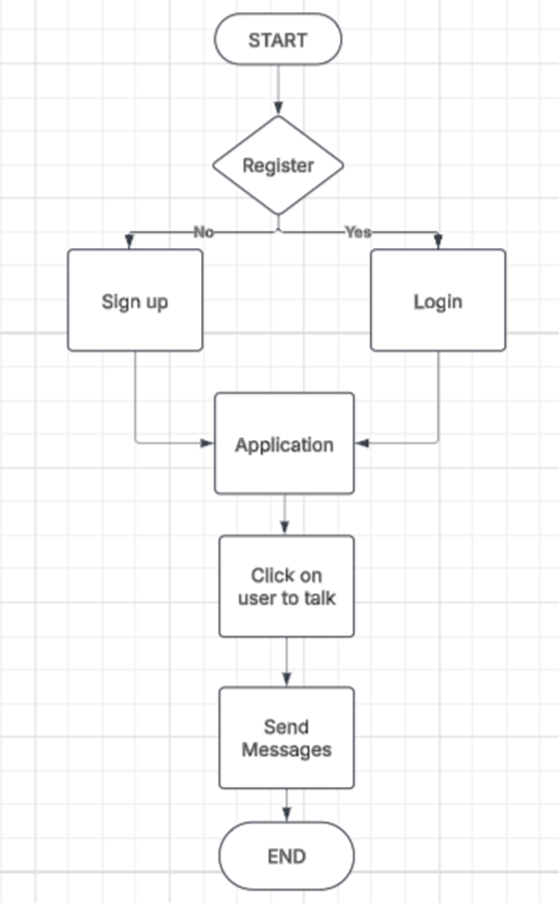 START
Register
No
Yes
Sign up
Login
Application
Click on
user to talk
Send
Messages
END